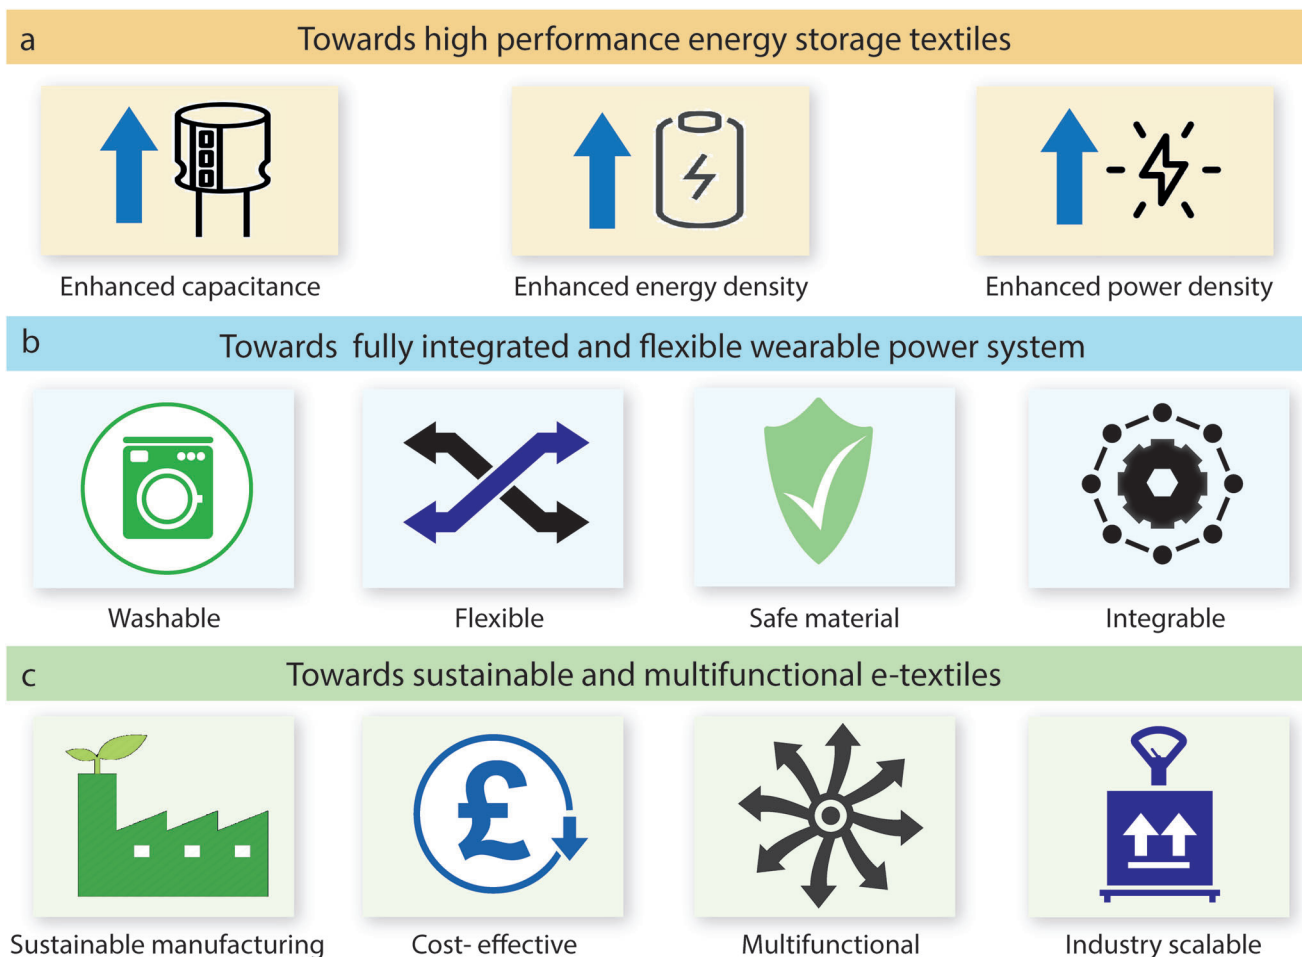 a
Towards high performance energy storage textiles
Enhanced capacitance
Enhanced energy density
Enhanced power density
b
Towards fully integrated and flexible wearable power system
Washable
Flexible
Safe material
Integrable
c
Towards sustainable and multifunctional e-textiles
£
Sustainable manufacturing
Cost- effective
Multifunctional
Industry scalable